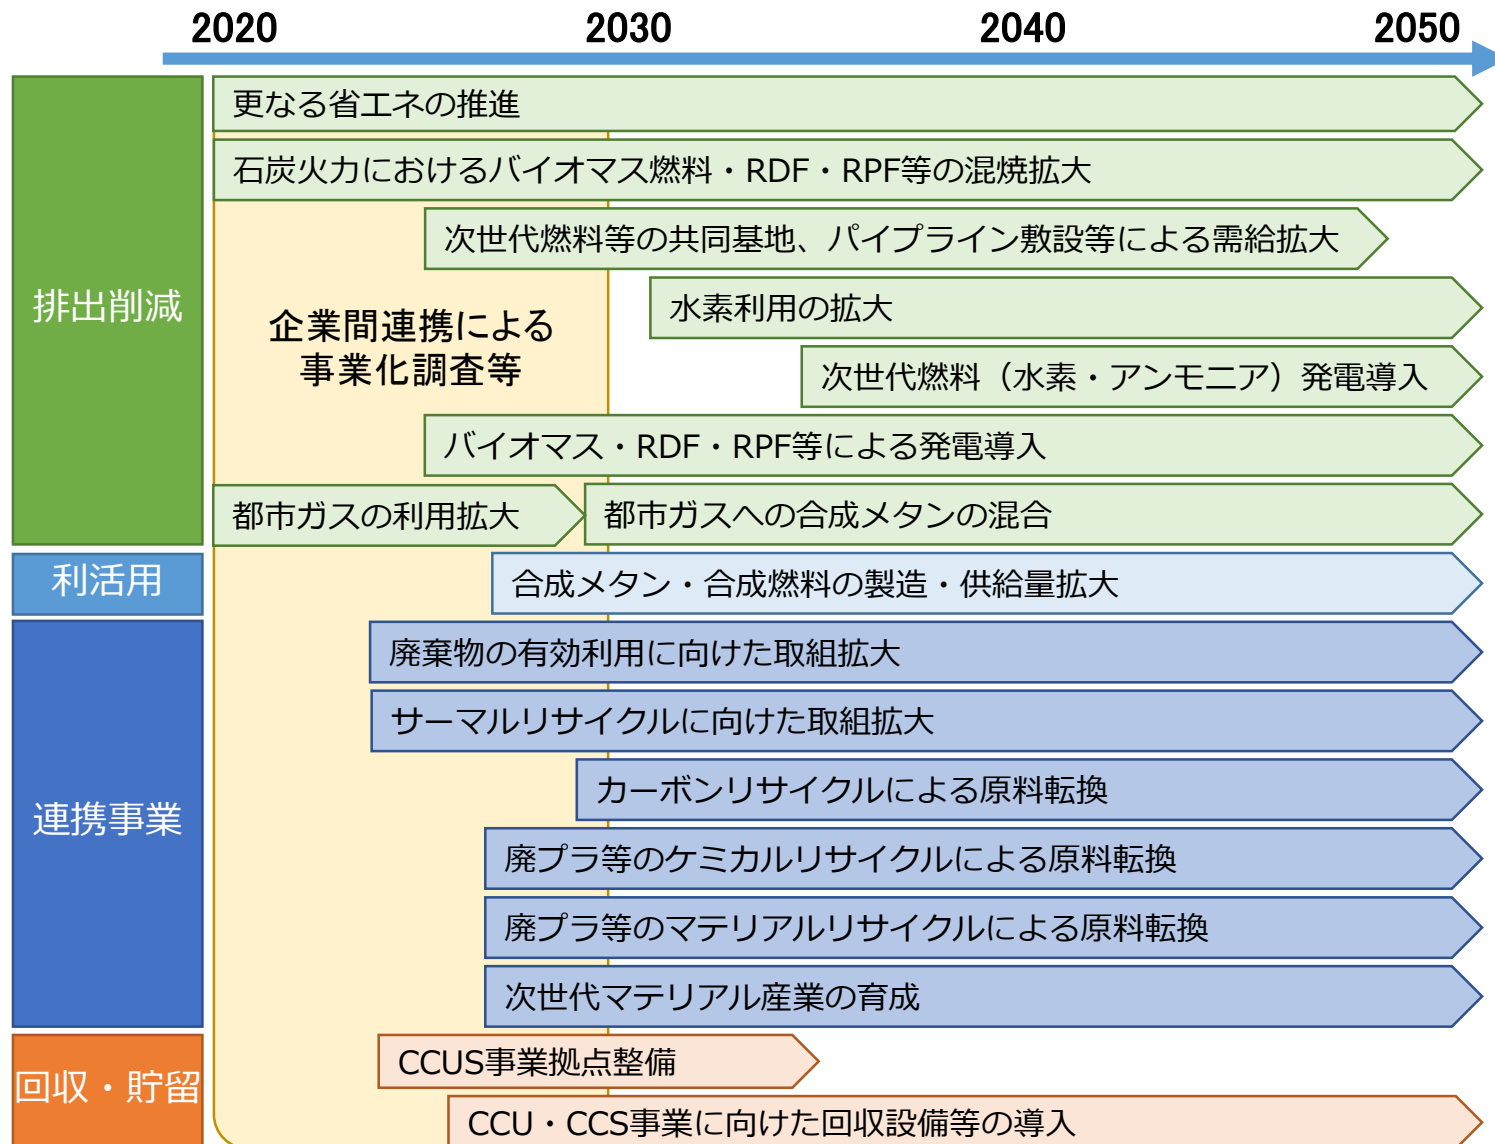 2020 2030 2040 2050
排出削減
更なる省エネの推進
石炭火力におけるバイオマス燃料・RDF・RPF等の混焼拡大
次世代燃料等の共同基地、パイプライン敷設等による需給拡大
企業間連携による
事業化調査等
水素利用の拡大
次世代燃料（水素・アンモニア）発電導入
バイオマス・RDF・RPF等による発電導入
都市ガスの利用拡大
都市ガスへの合成メタンの混合
利活用
合成メタン・合成燃料の製造・供給量拡大
連携事業
廃棄物の有効利用に向けた取組拡大
サーマルリサイクルに向けた取組拡大
カーボンリサイクルによる原料転換
廃プラ等のケミカルリサイクルによる原料転換
廃プラ等のマテリアルリサイクルによる原料転換
次世代マテリアル産業の育成
回収・貯留
CCUS事業拠点整備
CCU・CCS事業に向けた回収設備等の導入